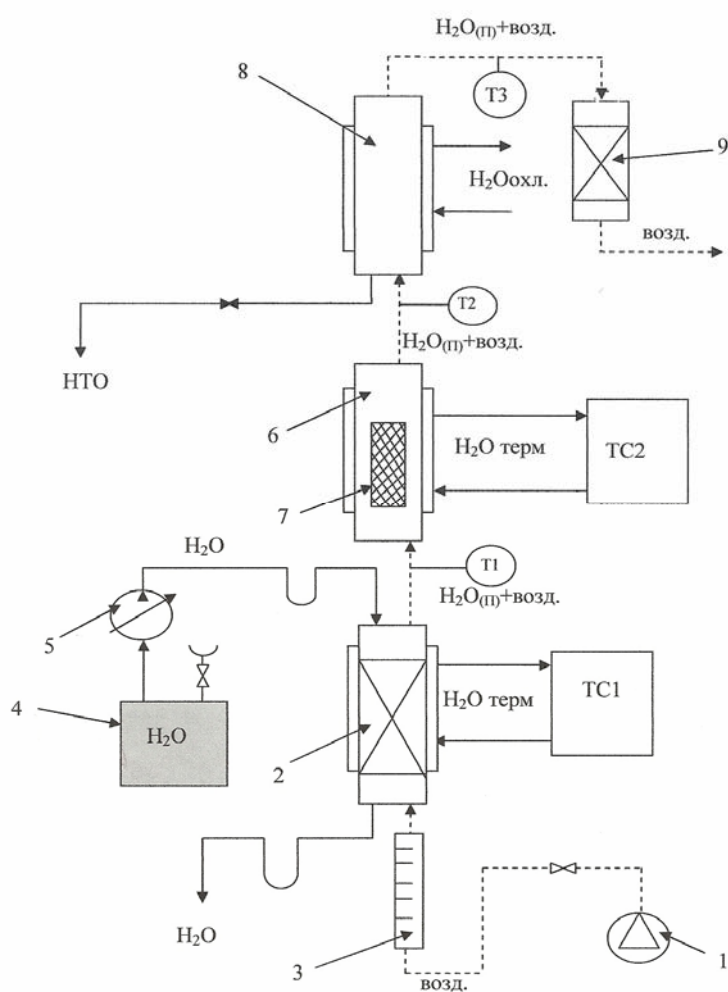 H₂O₍П₎+возд.
8
T3
9
H₂Oохл.
возд.
T2
HTO
H₂O₍П₎+возд.
6
H₂O терм
TC2
7
H₂O
T1
H₂O₍П₎+возд.
5
TC1
4
H₂O
H₂O терм
2
H₂O
3
возд.
1